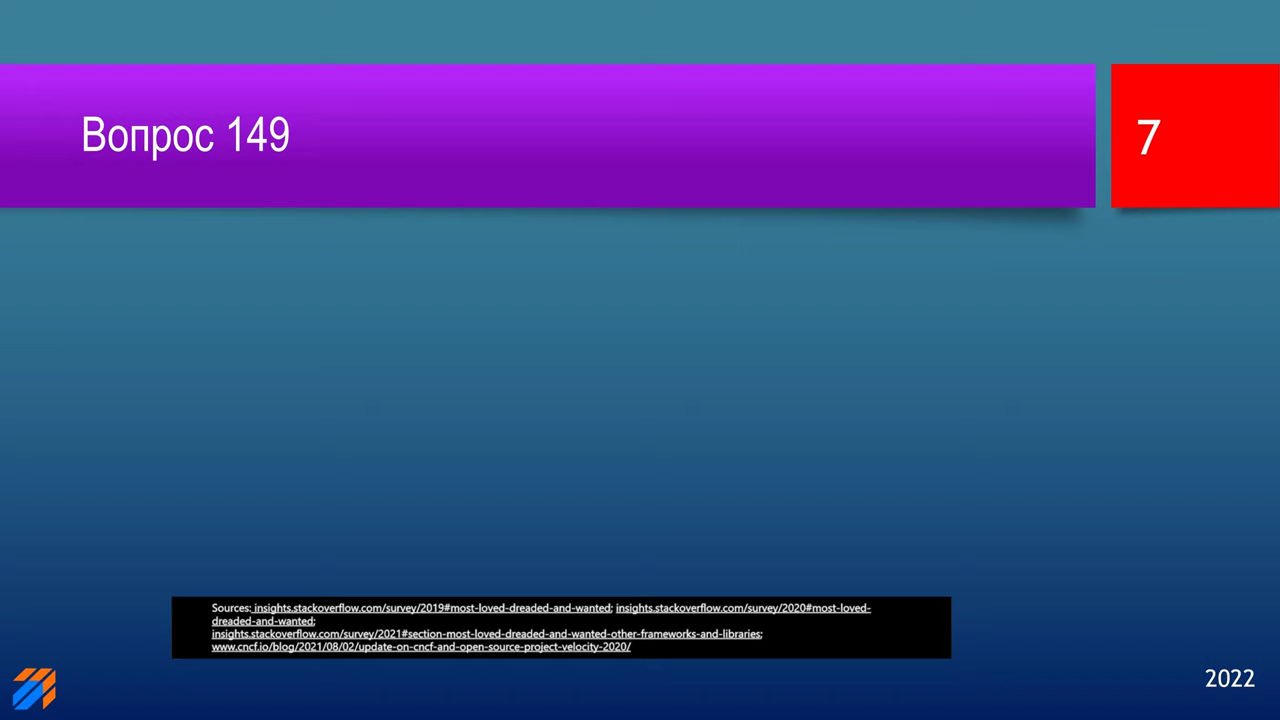 Вопрос 149
7
Sources: insights.stackoverflow.com/survey/2019#most-loved-dreaded-and-wanted; insights.stackoverflow.com/survey/2020#most-loved-
dreaded-and-wanted;
insights.stackoverflow.com/survey/2021#section-most-loved-dreaded-and-wanted-other-frameworks-and-libraries;
www.cncf.io/blog/2021/08/02/update-on-cncf-and-open-source-project-velocity-2020/
2022